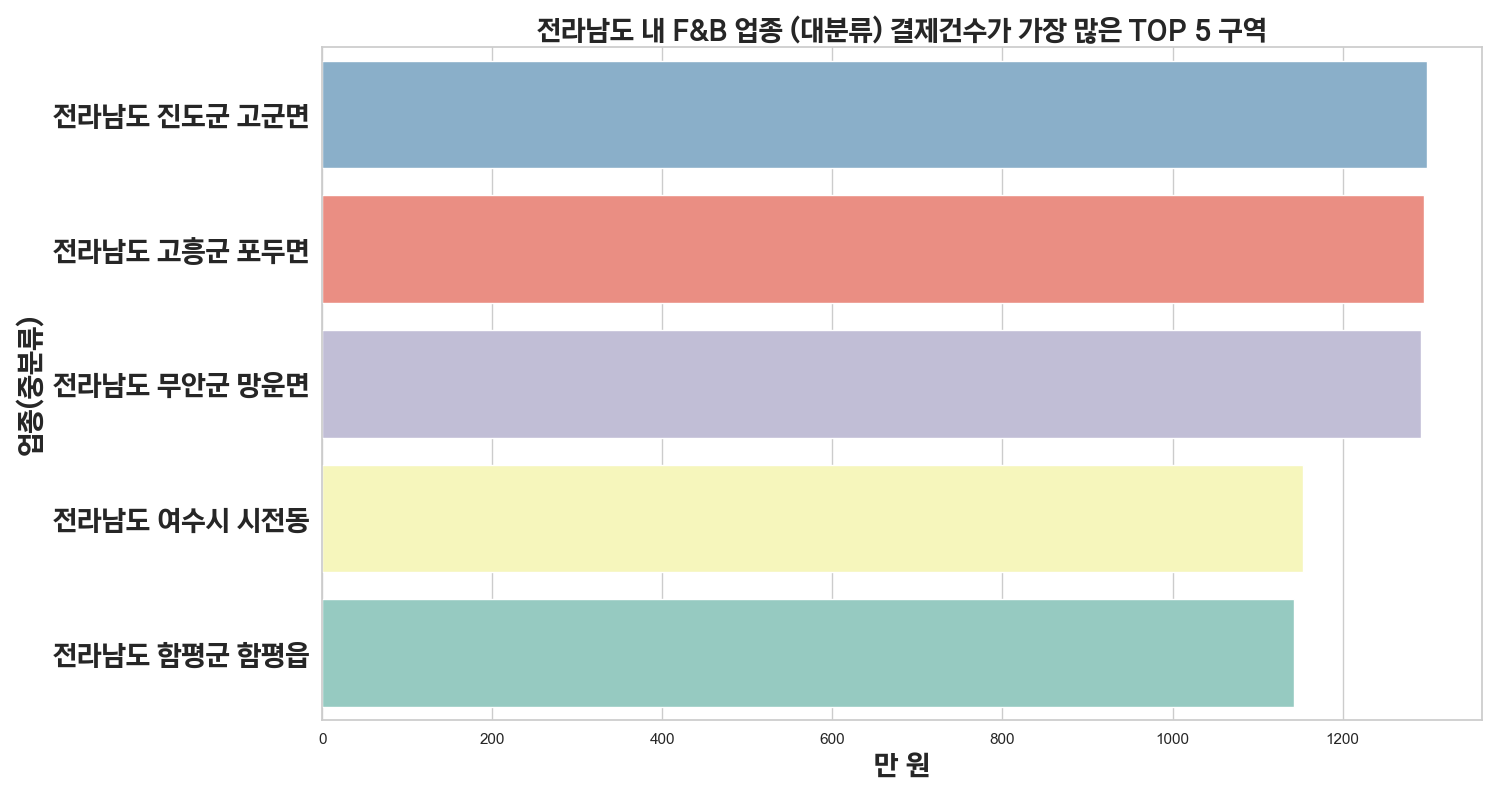 전라남도 내 F&B 업종 (대분류) 결제건수가 가장 많은 TOP 5 구역
전라남도 진도군 고군면
전라남도 고흥군 포두면
전라남도 무안군 망운면
전라남도 여수시 시전동
전라남도 함평군 함평읍
업종(중분류)
0 200 400 600 800 1000 1200
만 원